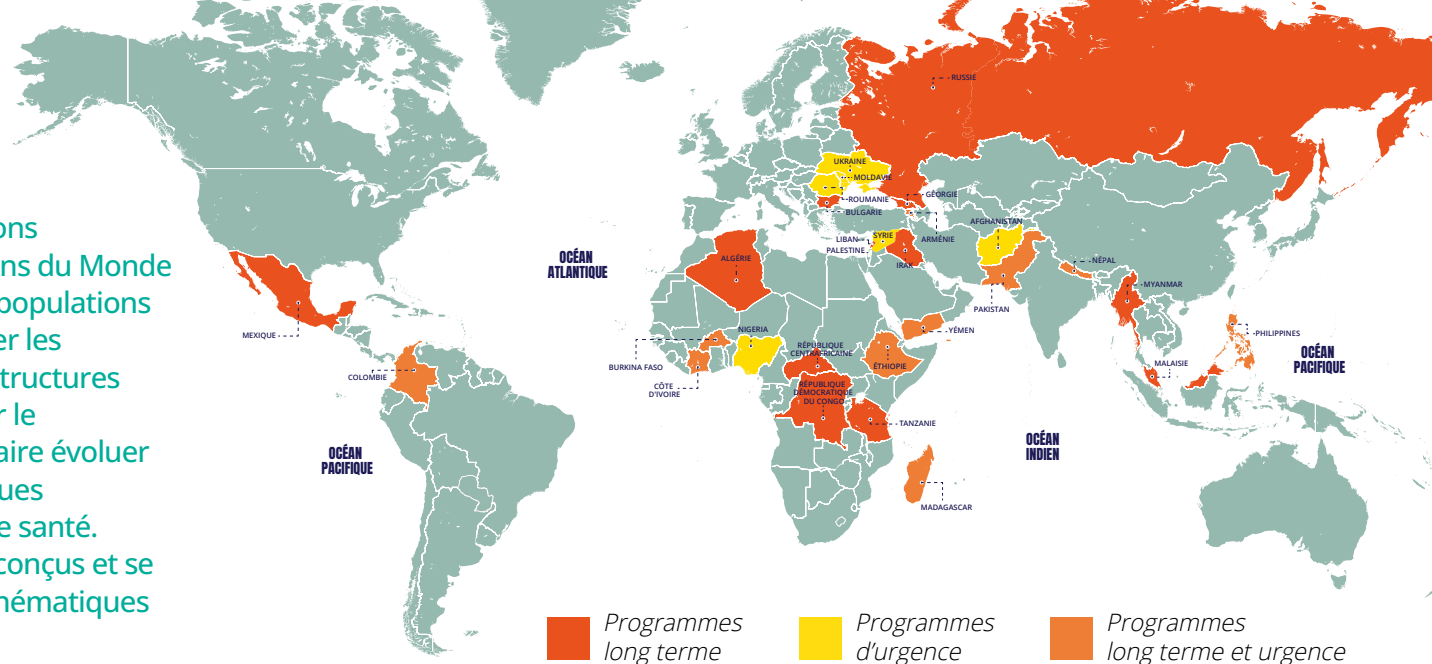 ons
ns du Monde
populations
er les
structures
r le
aire évoluer
ues
e santé.
conçus et se
hématiques
RUSSIE
UKRAINE
MOLDAVIE
ROUMANIE
BULGARIE
GÉORGIE
ARMÉNIE
AFGHANISTAN
LIBAN
SYRIE
PALESTINE
IRAK
OCÉAN
ATLANTIQUE
ALGÉRIE
NÉPAL
MYANMAR
PAKISTAN
MEXIQUE
NIGERIA
YÉMEN
PHILIPPINES
RÉPUBLIQUE
CENTRAFRICAINE
OCÉAN
PACIFIQUE
BURKINA FASO
ÉTHIOPIE
MALAISIE
COLOMBIE
CÔTE
D'IVOIRE
RÉPUBLIQUE
DÉMOCRATIQUE
DU CONGO
TANZANIE
OCÉAN
INDIEN
OCÉAN
PACIFIQUE
MADAGASCAR
Programmes
long terme
Programmes
d'urgence
Programmes
long terme et urgence